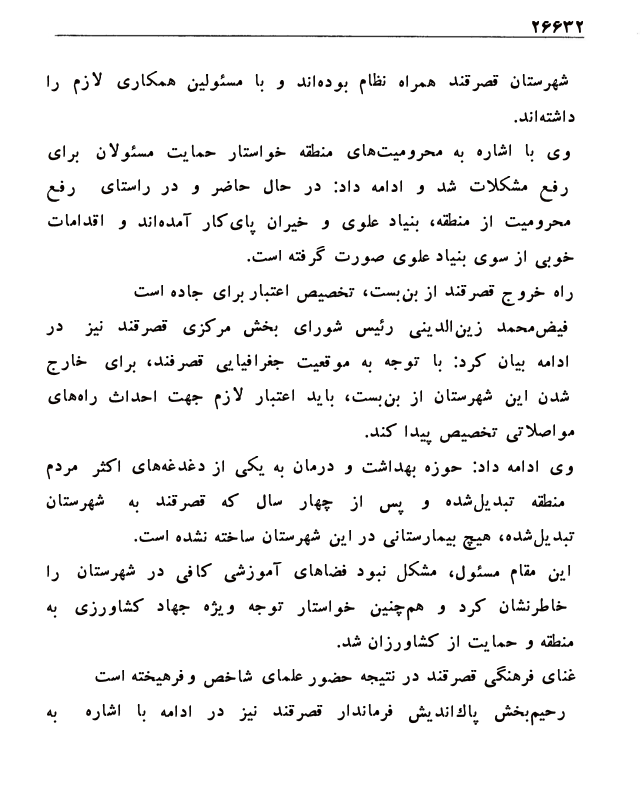 ۲۶۶۳۲
شهرستان قصرقند همراه نظام بوده‌اند و با مسئولین همکاری لازم را
داشته‌اند.
وی با اشاره به محرومیت‌های منطقه خواستار حمایت مسئولان برای
رفع مشکلات شد و ادامه داد: در حال حاضر و در راستای رفع
محرومیت از منطقه، بنیاد علوی و خیران پای‌کار آمده‌اند و اقدامات
خوبی از سوی بنیاد علوی صورت گرفته است.
راه خروج قصرقند از بن‌بست، تخصیص اعتبار برای جاده است
فیض‌محمد زین‌الدینی رئیس شورای بخش مرکزی قصرقند نیز در
ادامه بیان کرد: با توجه به موقعیت جغرافیایی قصرفند، برای خارج
شدن این شهرستان از بن‌بست، باید اعتبار لازم جهت احداث راه‌های
مواصلاتی تخصیص پیدا کند.
وی ادامه داد: حوزه بهداشت و درمان به یکی از دغدغه‌های اکثر مردم
منطقه تبدیل‌شده و پس از چهار سال که قصرقند به شهرستان
تبدیل‌شده، هیچ بیمارستانی در این شهرستان ساخته نشده است.
این مقام مسئول، مشکل نبود فضاهای آموزشی کافی در شهرستان را
خاطرنشان کرد و هم‌چنین خواستار توجه ویژه جهاد کشاورزی به
منطقه و حمایت از کشاورزان شد.
غنای فرهنگی قصرقند در نتیجه حضور علمای شاخص و فرهیخته است
رحیم‌بخش پاک‌اندیش فرماندار قصرقند نیز در ادامه با اشاره به